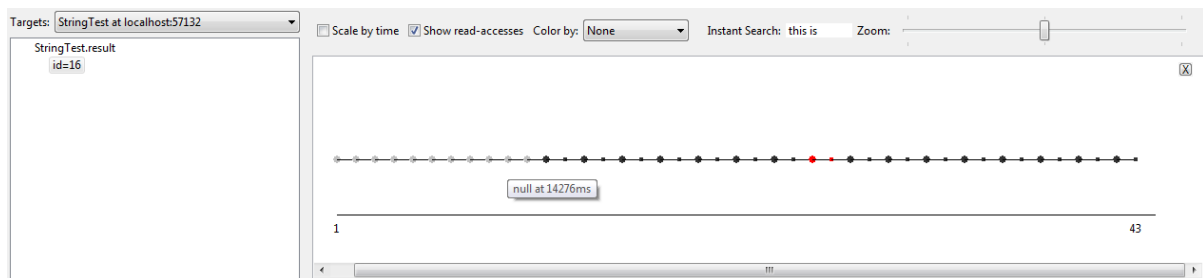 Targets: StringTest at localhost:57132
StringTest.result
id=16
Scale by time Show read-accesses Color by: None Instant Search: this is Zoom:
X
null at 14276ms
1 43